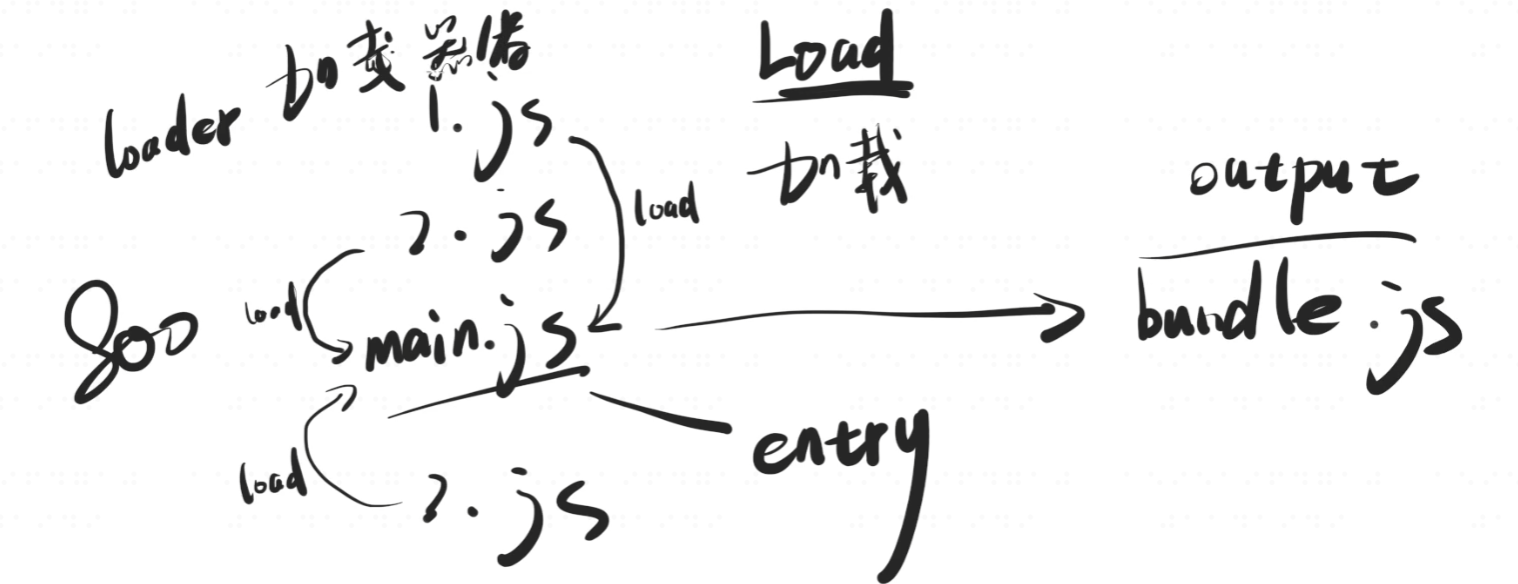 loader 加载器
1.js
Load
加载
load
2.js
output
800
load
main.js
bundle.js
entry
load
?.js